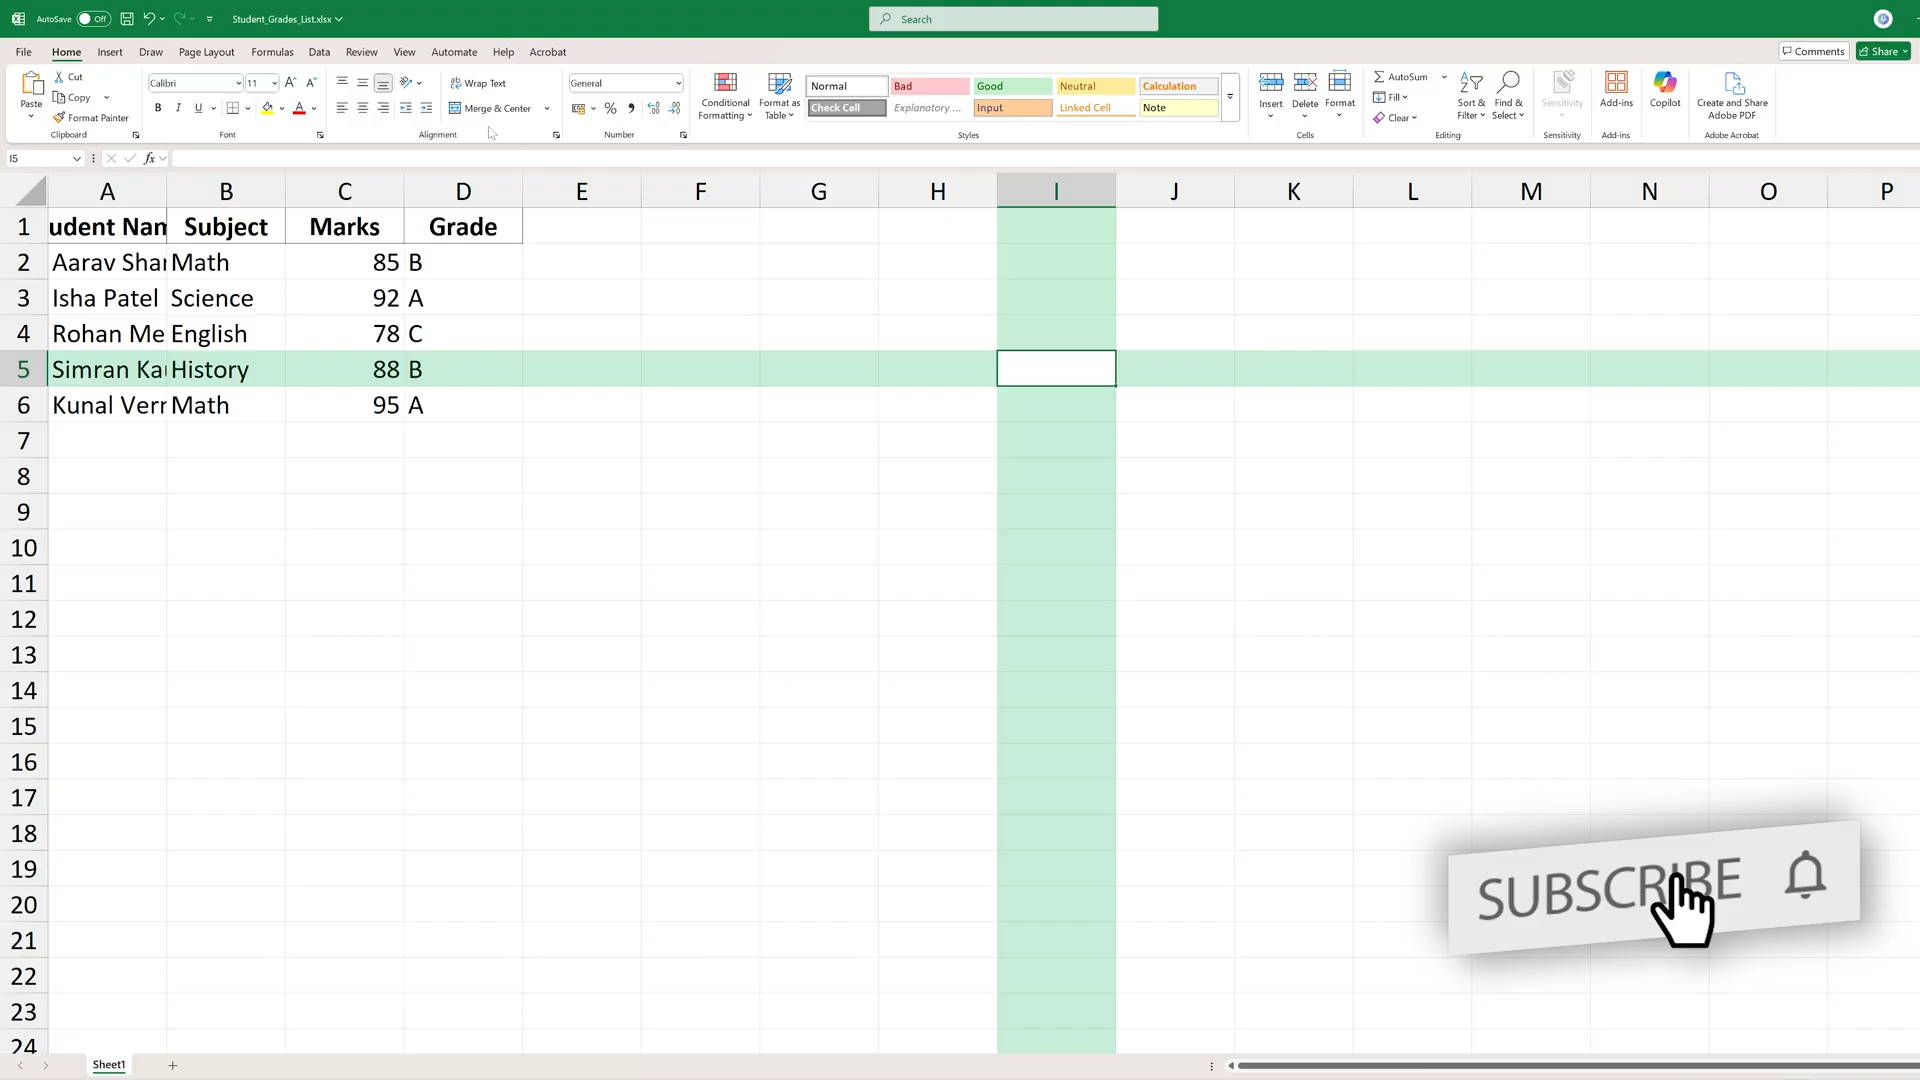 AutoSave Off Student_Grades_List.xlsx Search
File Home Insert Draw Page Layout Formulas Data Review View Automate Help Acrobat Comments Share
Paste Cut Copy Format Painter Clipboard
Calibri 11 B I U A Font
Wrap Text Merge & Center Alignment
General % Number
Conditional Formatting Format as Table
Normal Bad Good Neutral Calculation
Check Cell Explanatory ... Input Linked Cell Note
Styles
Insert Delete Format Cells
AutoSum Fill Clear Sort & Filter Find & Select Editing
Sensitivity Sensitivity
Add-ins Add-ins
Copilot
Create and Share Adobe PDF Adobe Acrobat
I5 fx
A B C D E F G H I J K L M N O P
1 udent Nan Subject Marks Grade
2 Aarav Shar Math 85 B
3 Isha Patel Science 92 A
4 Rohan Me English 78 C
5 Simran Ka History 88 B
6 Kunal Verr Math 95 A
7
8
9
10
11
12
13
14
15
16
17
18
19
20
21
22
23
24
SUBSCRIBE
Sheet1